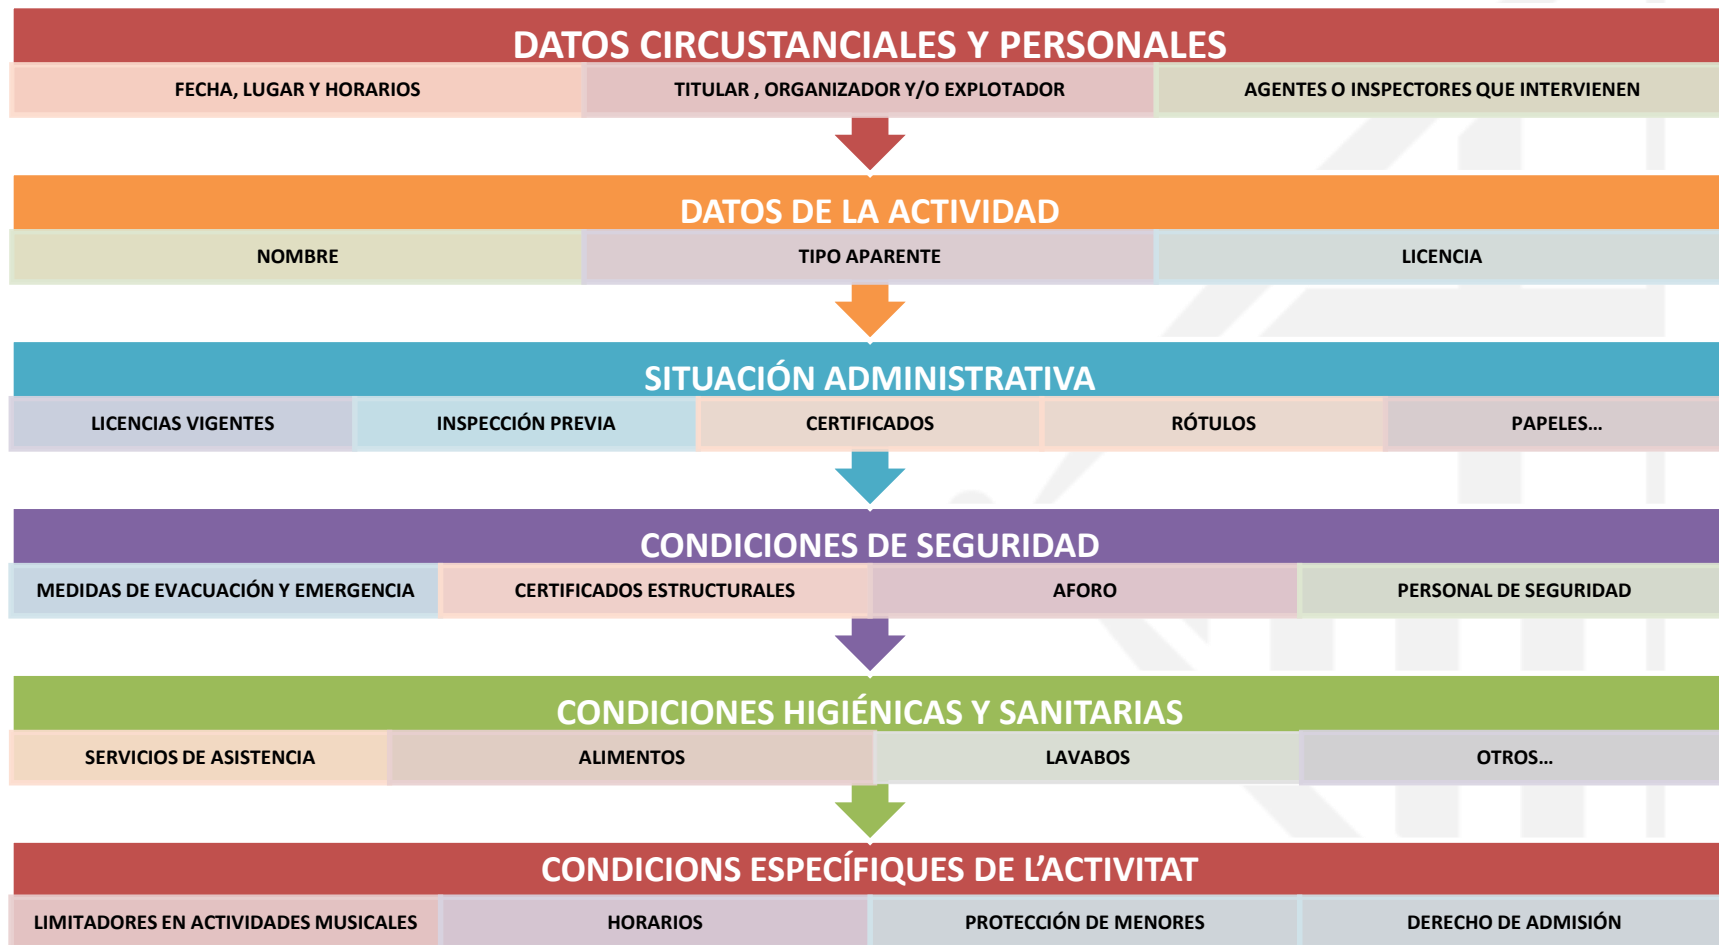 DATOS CIRCUSTANCIALES Y PERSONALES
FECHA, LUGAR Y HORARIOS
TITULAR , ORGANIZADOR Y/O EXPLOTADOR
AGENTES O INSPECTORES QUE INTERVIENEN
DATOS DE LA ACTIVIDAD
NOMBRE
TIPO APARENTE
LICENCIA
SITUACIÓN ADMINISTRATIVA
LICENCIAS VIGENTES
INSPECCIÓN PREVIA
CERTIFICADOS
RÓTULOS
PAPELES...
CONDICIONES DE SEGURIDAD
MEDIDAS DE EVACUACIÓN Y EMERGENCIA
CERTIFICADOS ESTRUCTURALES
AFORO
PERSONAL DE SEGURIDAD
CONDICIONES HIGIÉNICAS Y SANITARIAS
SERVICIOS DE ASISTENCIA
ALIMENTOS
LAVABOS
OTROS...
CONDICIONS ESPECÍFIQUES DE L'ACTIVITAT
LIMITADORES EN ACTIVIDADES MUSICALES
HORARIOS
PROTECCIÓN DE MENORES
DERECHO DE ADMISIÓN